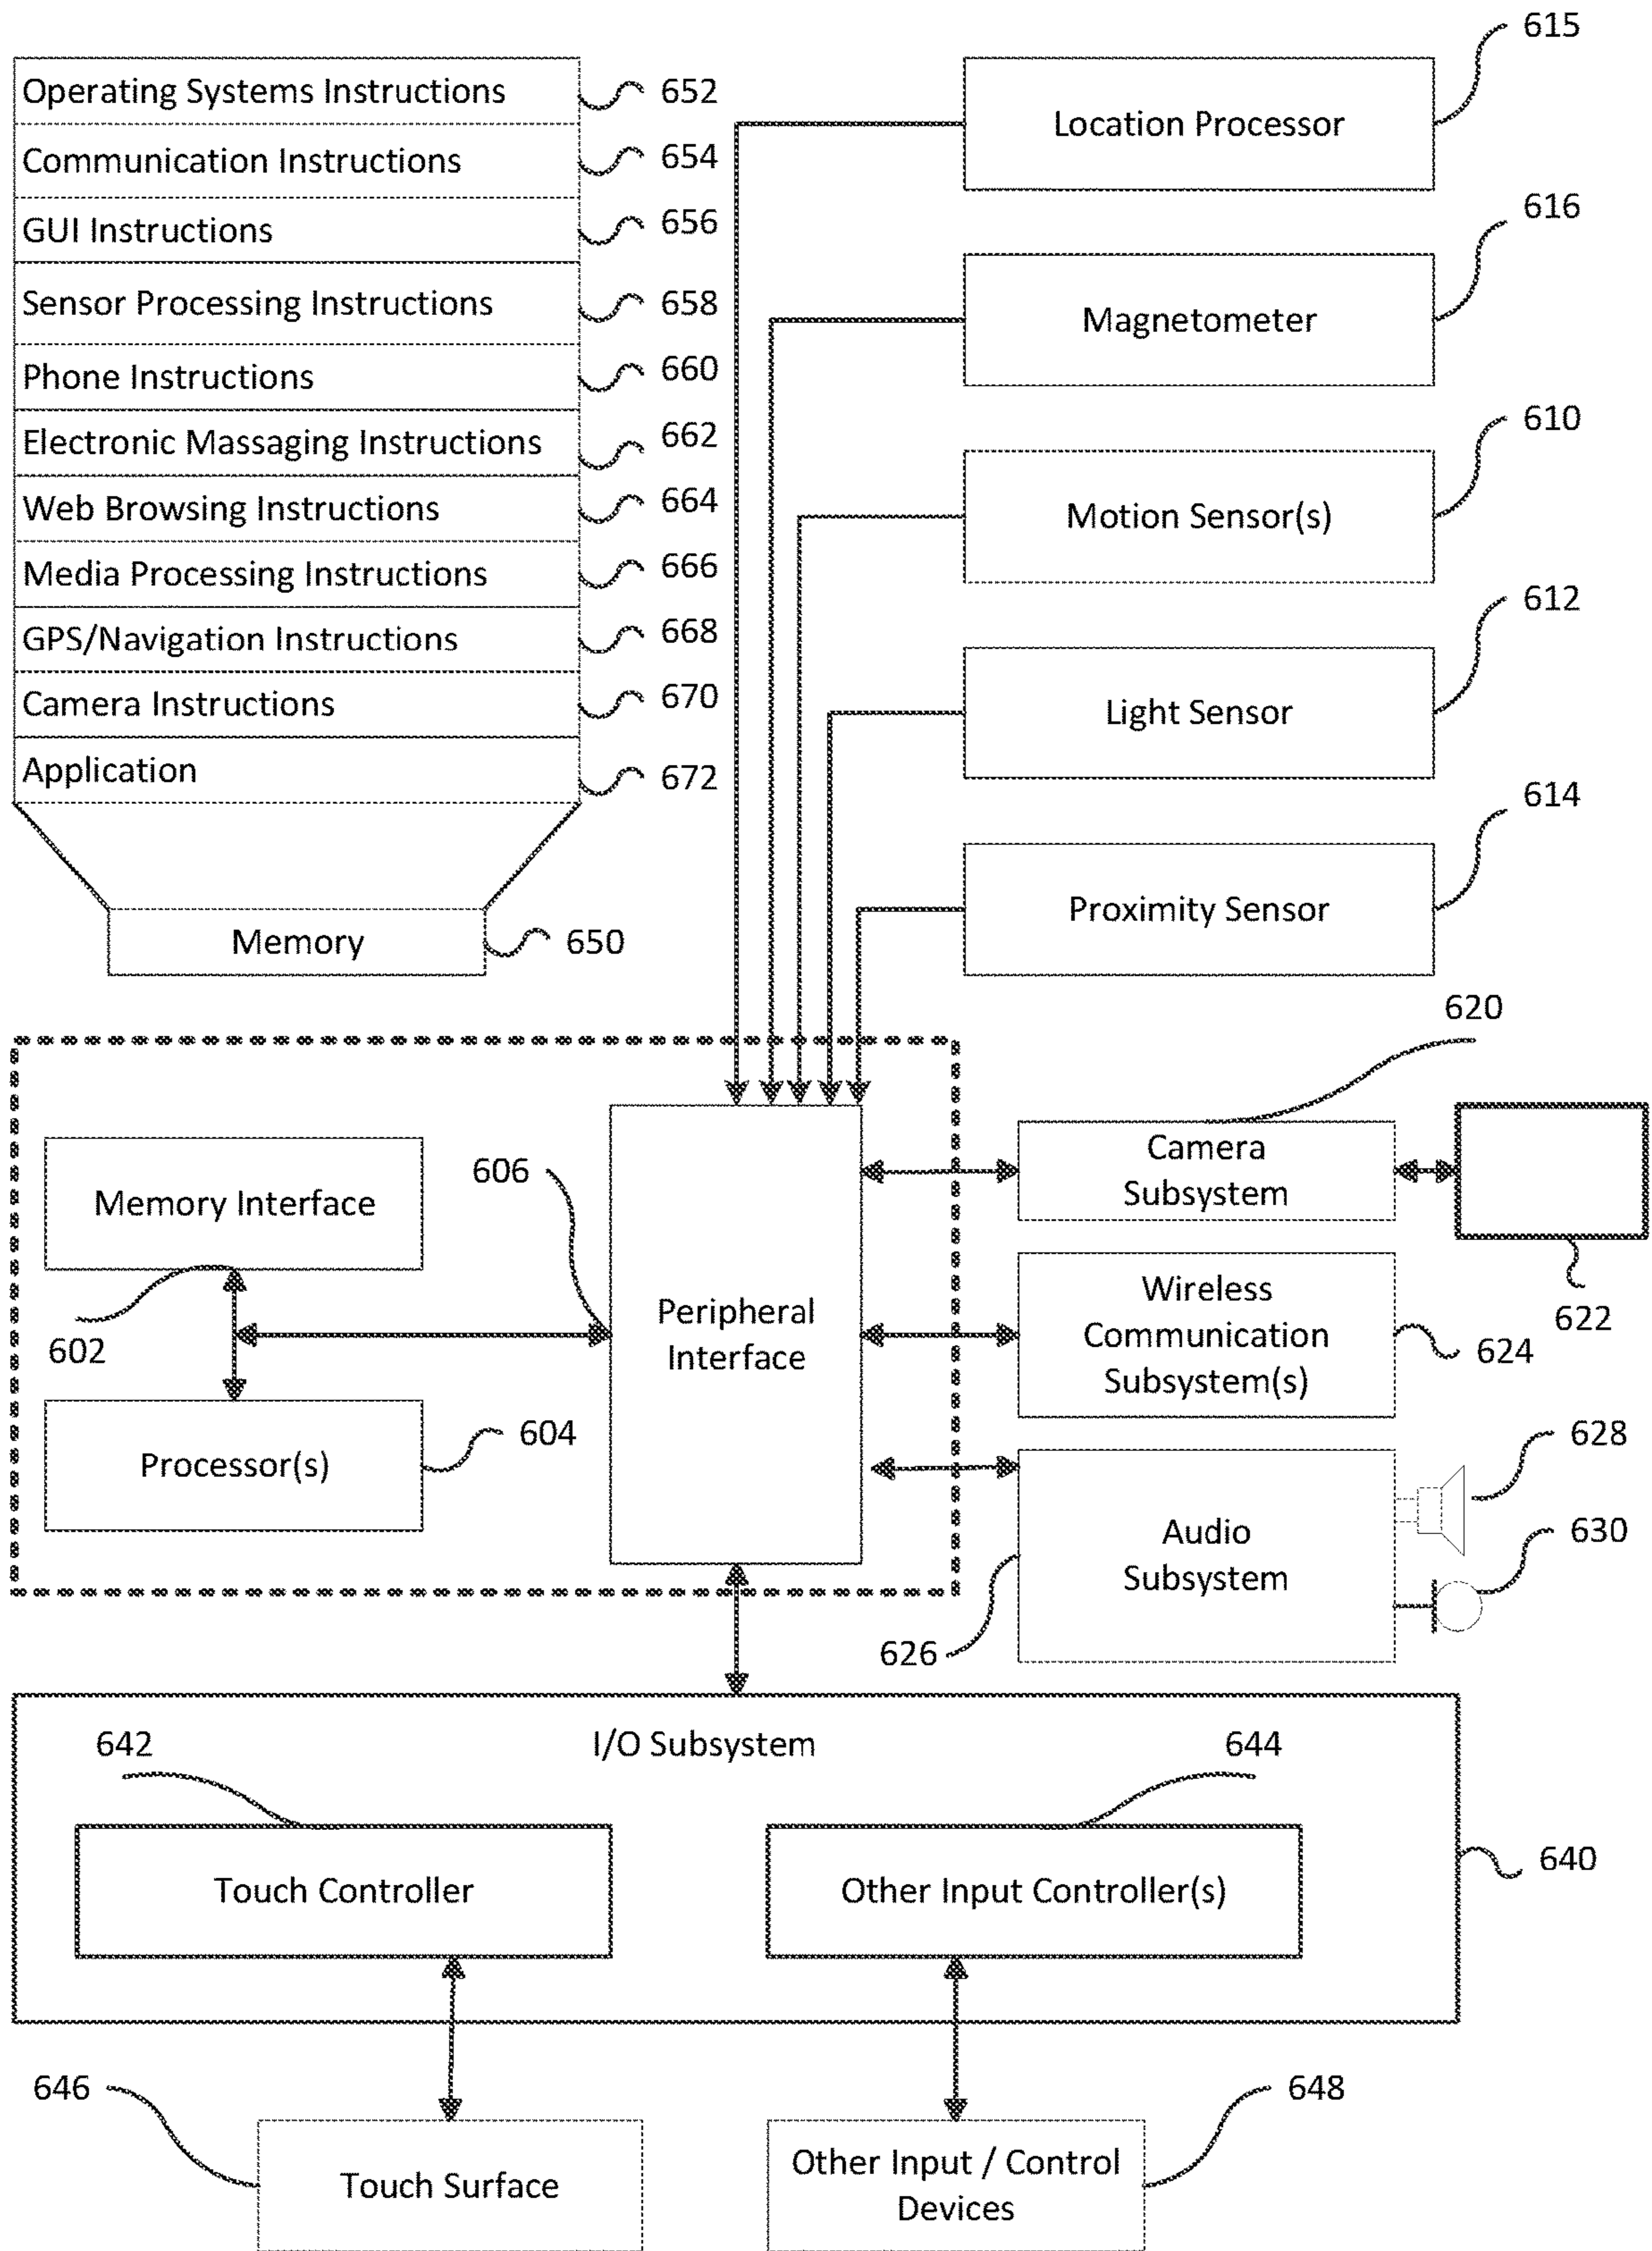 Operating Systems Instructions
652
Communication Instructions
654
GUI Instructions
656
Sensor Processing Instructions
658
Phone Instructions
660
Electronic Massaging Instructions
662
Web Browsing Instructions
664
Media Processing Instructions
666
GPS/Navigation Instructions
668
Camera Instructions
670
Application
672
Memory
650
615
Location Processor
616
Magnetometer
610
Motion Sensor(s)
612
Light Sensor
614
Proximity Sensor
620
Memory Interface
602
606
Peripheral
Interface
Processor(s)
604
Camera
Subsystem
622
Wireless
Communication
Subsystem(s)
624
628
Audio
Subsystem
630
626
I/O Subsystem
642
644
Touch Controller
Other Input Controller(s)
640
646
Touch Surface
648
Other Input / Control
Devices